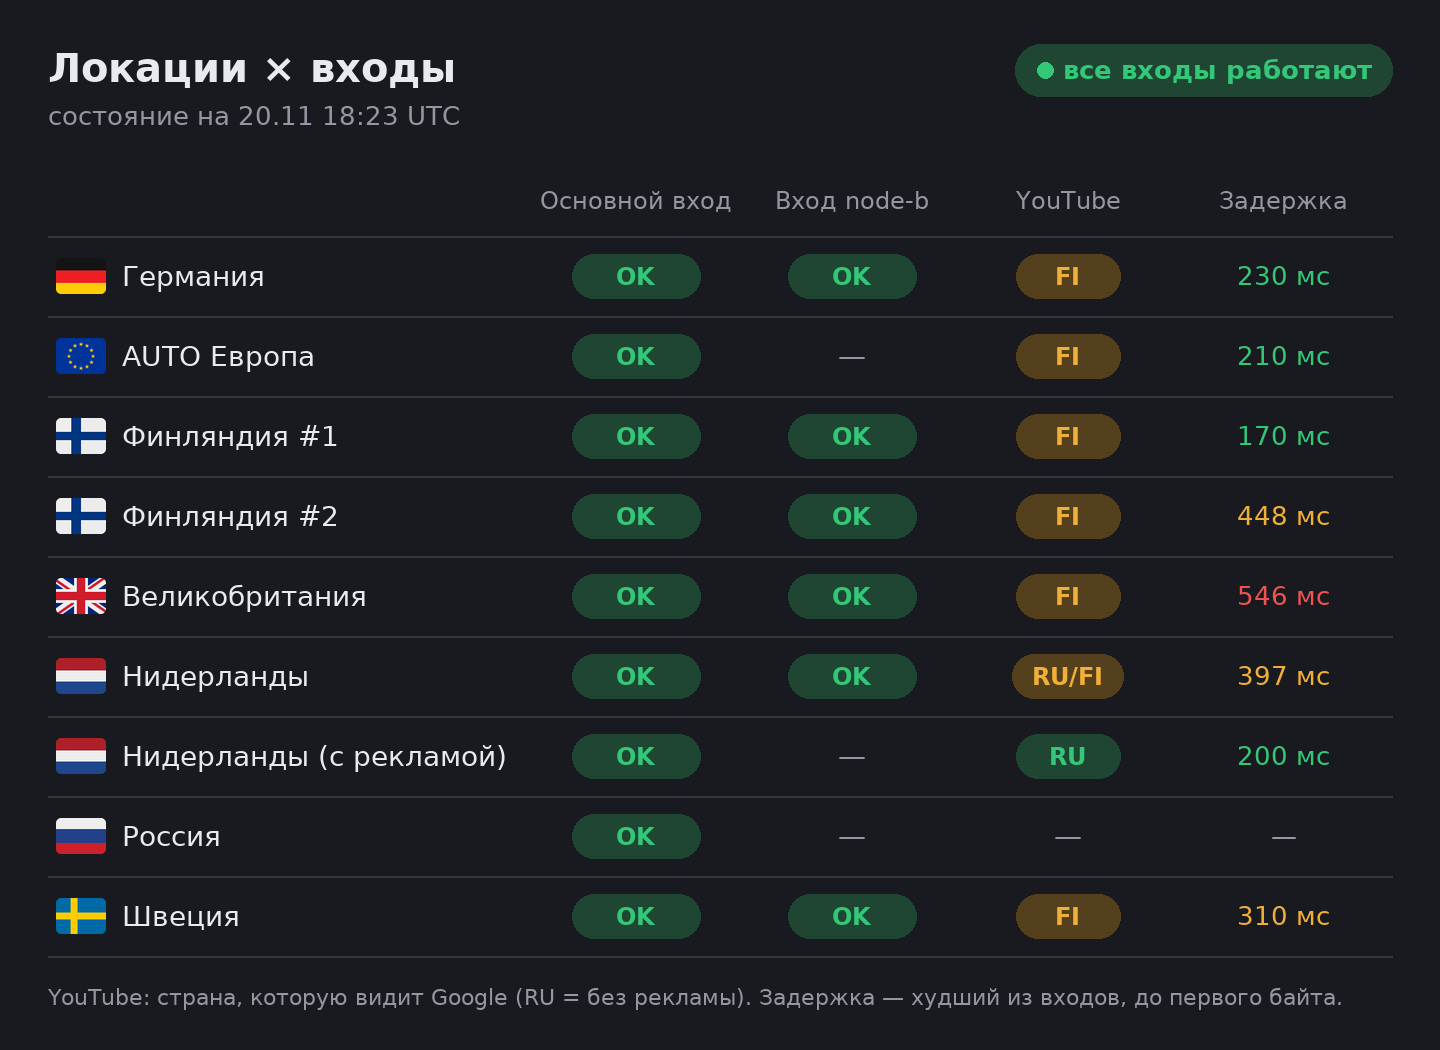 Локации × входы
все входы работают
состояние на 20.11 18:23 UTC
Основной вход Вход node-b YouTube Задержка
Германия OK OK FI 230 мс
AUTO Европа OK — FI 210 мс
Финляндия #1 OK OK FI 170 мс
Финляндия #2 OK OK FI 448 мс
Великобритания OK OK FI 546 мс
Нидерланды OK OK RU/FI 397 мс
Нидерланды (с рекламой) OK — RU 200 мс
Россия OK — — —
Швеция OK OK FI 310 мс
YouTube: страна, которую видит Google (RU = без рекламы). Задержка — худший из входов, до первого байта.